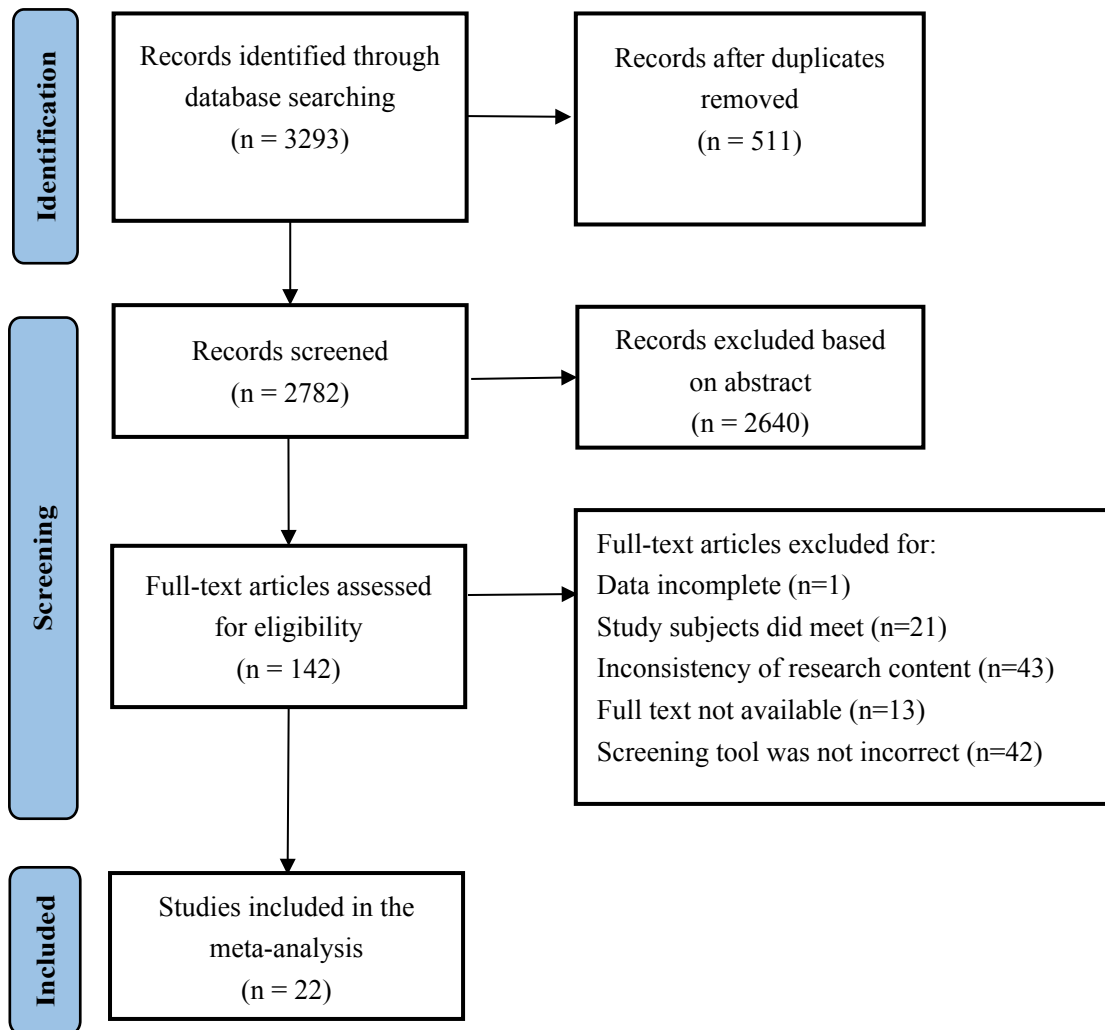 Identification
Records identified through
database searching
(n = 3293)
Records after duplicates
removed
(n = 511)
Screening
Records screened
(n = 2782)
Records excluded based
on abstract
(n = 2640)
Full-text articles assessed
for eligibility
(n = 142)
Full-text articles excluded for:
Data incomplete (n=1)
Study subjects did meet (n=21)
Inconsistency of research content (n=43)
Full text not available (n=13)
Screening tool was not incorrect (n=42)
Included
Studies included in the
meta-analysis
(n = 22)